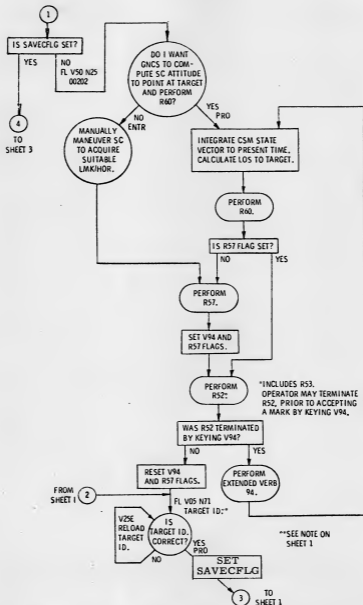 1
IS SAVECFLG SET?
YES
NO
FL V50 N25
00202
4
TO
SHEET 3
DO I WANT
GNCS TO COM-
PUTE SC ATTITUDE
TO POINT AT TARGET
AND PERFORM
R60?
NO
ENTR
YES
PRO
MANUALLY
MANEUVER SC
TO ACQUIRE
SUITABLE
LMK/HOR.
INTEGRATE CSM STATE
VECTOR TO PRESENT TIME.
CALCULATE LOS TO TARGET.
PERFORM
R60.
IS R57 FLAG SET?
NO
YES
PERFORM
R57.
SET V94 AND
R57 FLAGS.
PERFORM
R52*.
*INCLUDES R53.
OPERATOR MAY TERMINATE
R52, PRIOR TO ACCEPTING
A MARK BY KEYING V94.
WAS R52 TERMINATED
BY KEYING V94?
NO
YES
RESET V94
AND R57 FLAGS.
PERFORM
EXTENDED VERB
94.
FROM
SHEET 1
2
FL V05 N71
TARGET ID.**
V25E
RELOAD
TARGET
ID.
IS
TARGET ID.
CORRECT?
NO
YES
PRO
**SEE NOTE ON
SHEET 1
SET
SAVECFLG
3
TO
SHEET 1